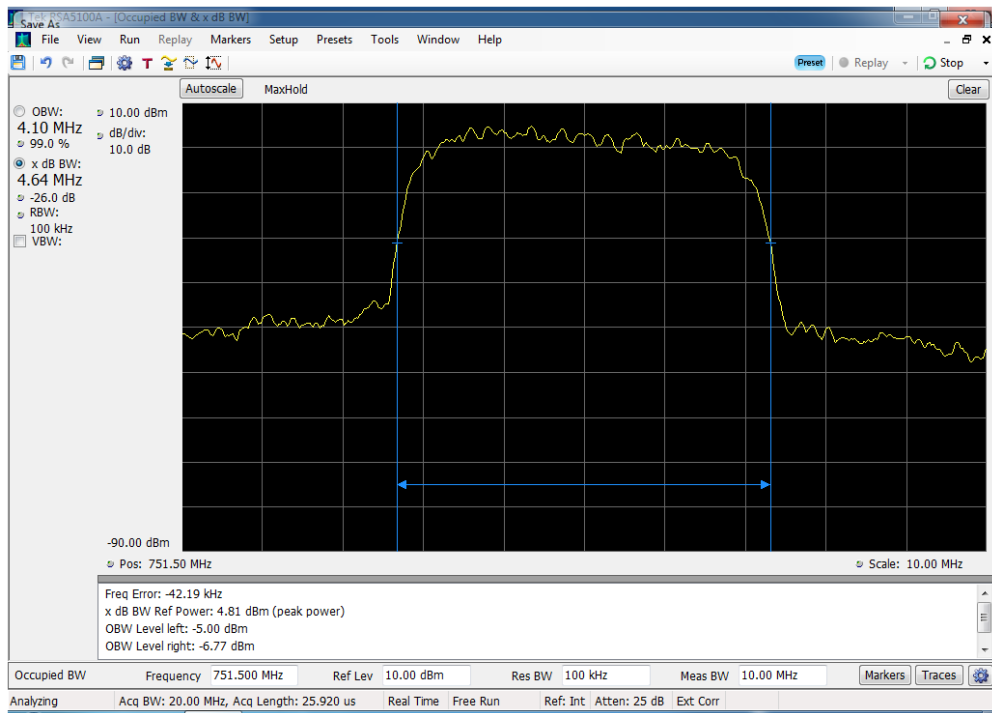 Tek RSA5100A - [Occupied BW & x dB BW]
Save As
File View Run Replay Markers Setup Presets Tools Window Help
T Preset Replay Stop
Autoscale MaxHold Clear
OBW:
4.10 MHz
99.0 %
x dB BW:
4.64 MHz
-26.0 dB
RBW:
100 kHz
VBW:
10.00 dBm
dB/div:
10.0 dB
-90.00 dBm
Pos: 751.50 MHz Scale: 10.00 MHz
Freq Error: -42.19 kHz
x dB BW Ref Power: 4.81 dBm (peak power)
OBW Level left: -5.00 dBm
OBW Level right: -6.77 dBm
Occupied BW Frequency 751.500 MHz Ref Lev 10.00 dBm Res BW 100 kHz Meas BW 10.00 MHz Markers Traces
Analyzing Acq BW: 20.00 MHz, Acq Length: 25.920 us Real Time Free Run Ref: Int Atten: 25 dB Ext Corr